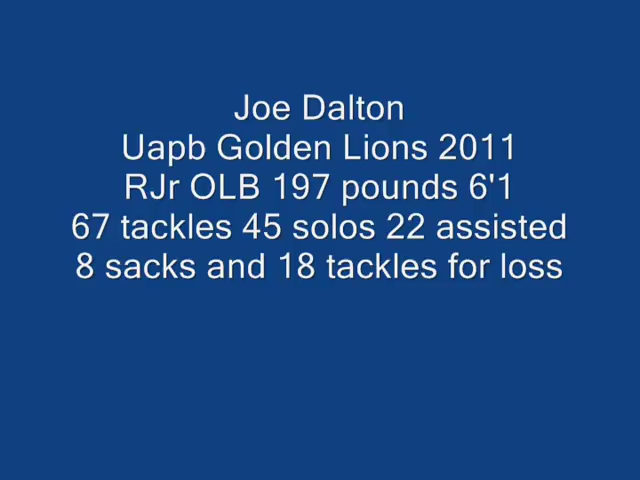 Joe Dalton
Uapb Golden Lions 2011
RJr OLB 197 pounds 6'1
67 tackles 45 solos 22 assisted
8 sacks and 18 tackles for loss